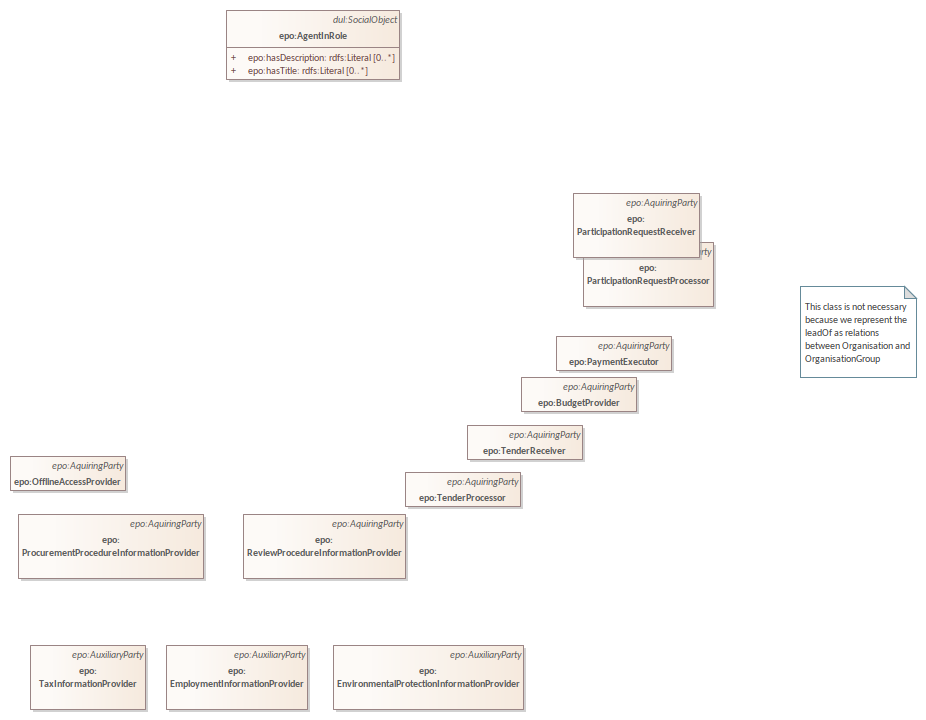 dul:SocialObject
epo:AgentInRole
+ epo:hasDescription: rdfs:Literal [0..*]
+ epo:hasTitle: rdfs:Literal [0..*]
epo:AquiringParty
epo:
ParticipationRequestReceiver
epo:
ParticipationRequestProcessor
This class is not necessary
because we represent the
leadOf as relations
between Organisation and
OrganisationGroup
epo:AquiringParty
epo:PaymentExecutor
epo:AquiringParty
epo:BudgetProvider
epo:AquiringParty
epo:TenderReceiver
epo:AquiringParty
epo:OfflineAccessProvider
epo:AquiringParty
epo:TenderProcessor
epo:AquiringParty
epo:
ProcurementProcedureInformationProvider
epo:AquiringParty
epo:
ReviewProcedureInformationProvider
epo:AuxiliaryParty
epo:
TaxInformationProvider
epo:AuxiliaryParty
epo:
EmploymentInformationProvider
epo:AuxiliaryParty
epo:
EnvironmentalProtectionInformationProvider